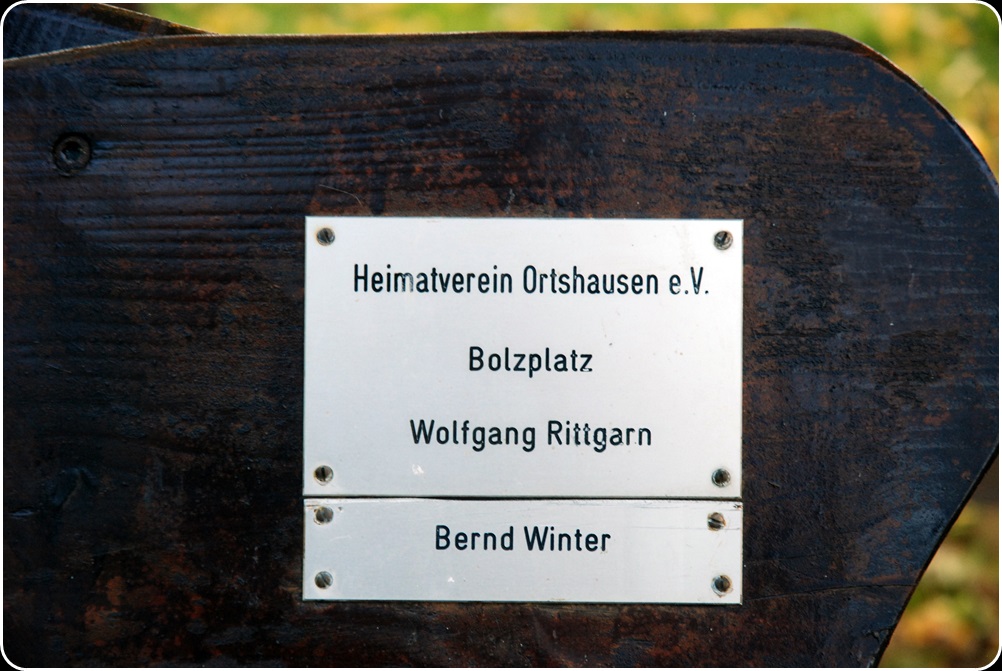 Heimatverein Ortshausen e.V.
Bolzplatz
Wolfgang Rittgarn
Bernd Winter